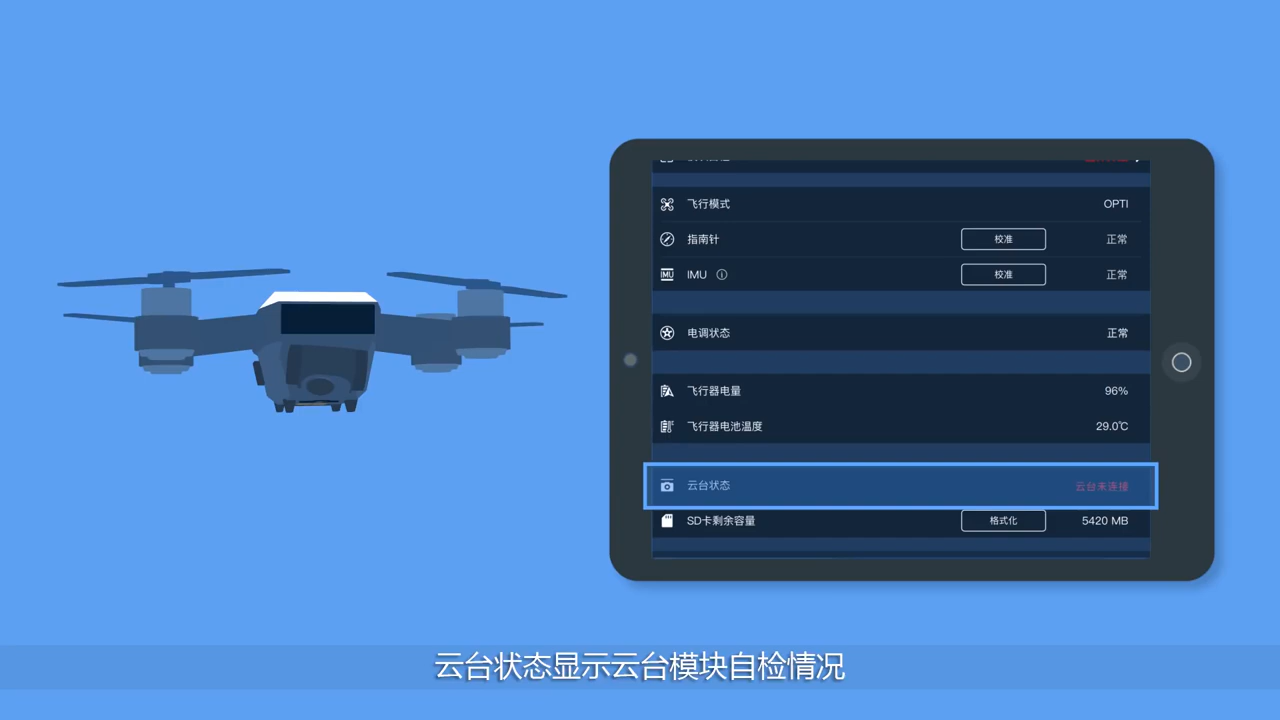 飞行模式 OPTI
指南针 校准 正常
IMU 校准 正常
电调状态 正常
飞行器电量 96%
飞行器电池温度 29.0℃
云台状态 云台未连接
SD卡剩余容量 格式化 5420 MB
云台状态显示云台模块自检情况